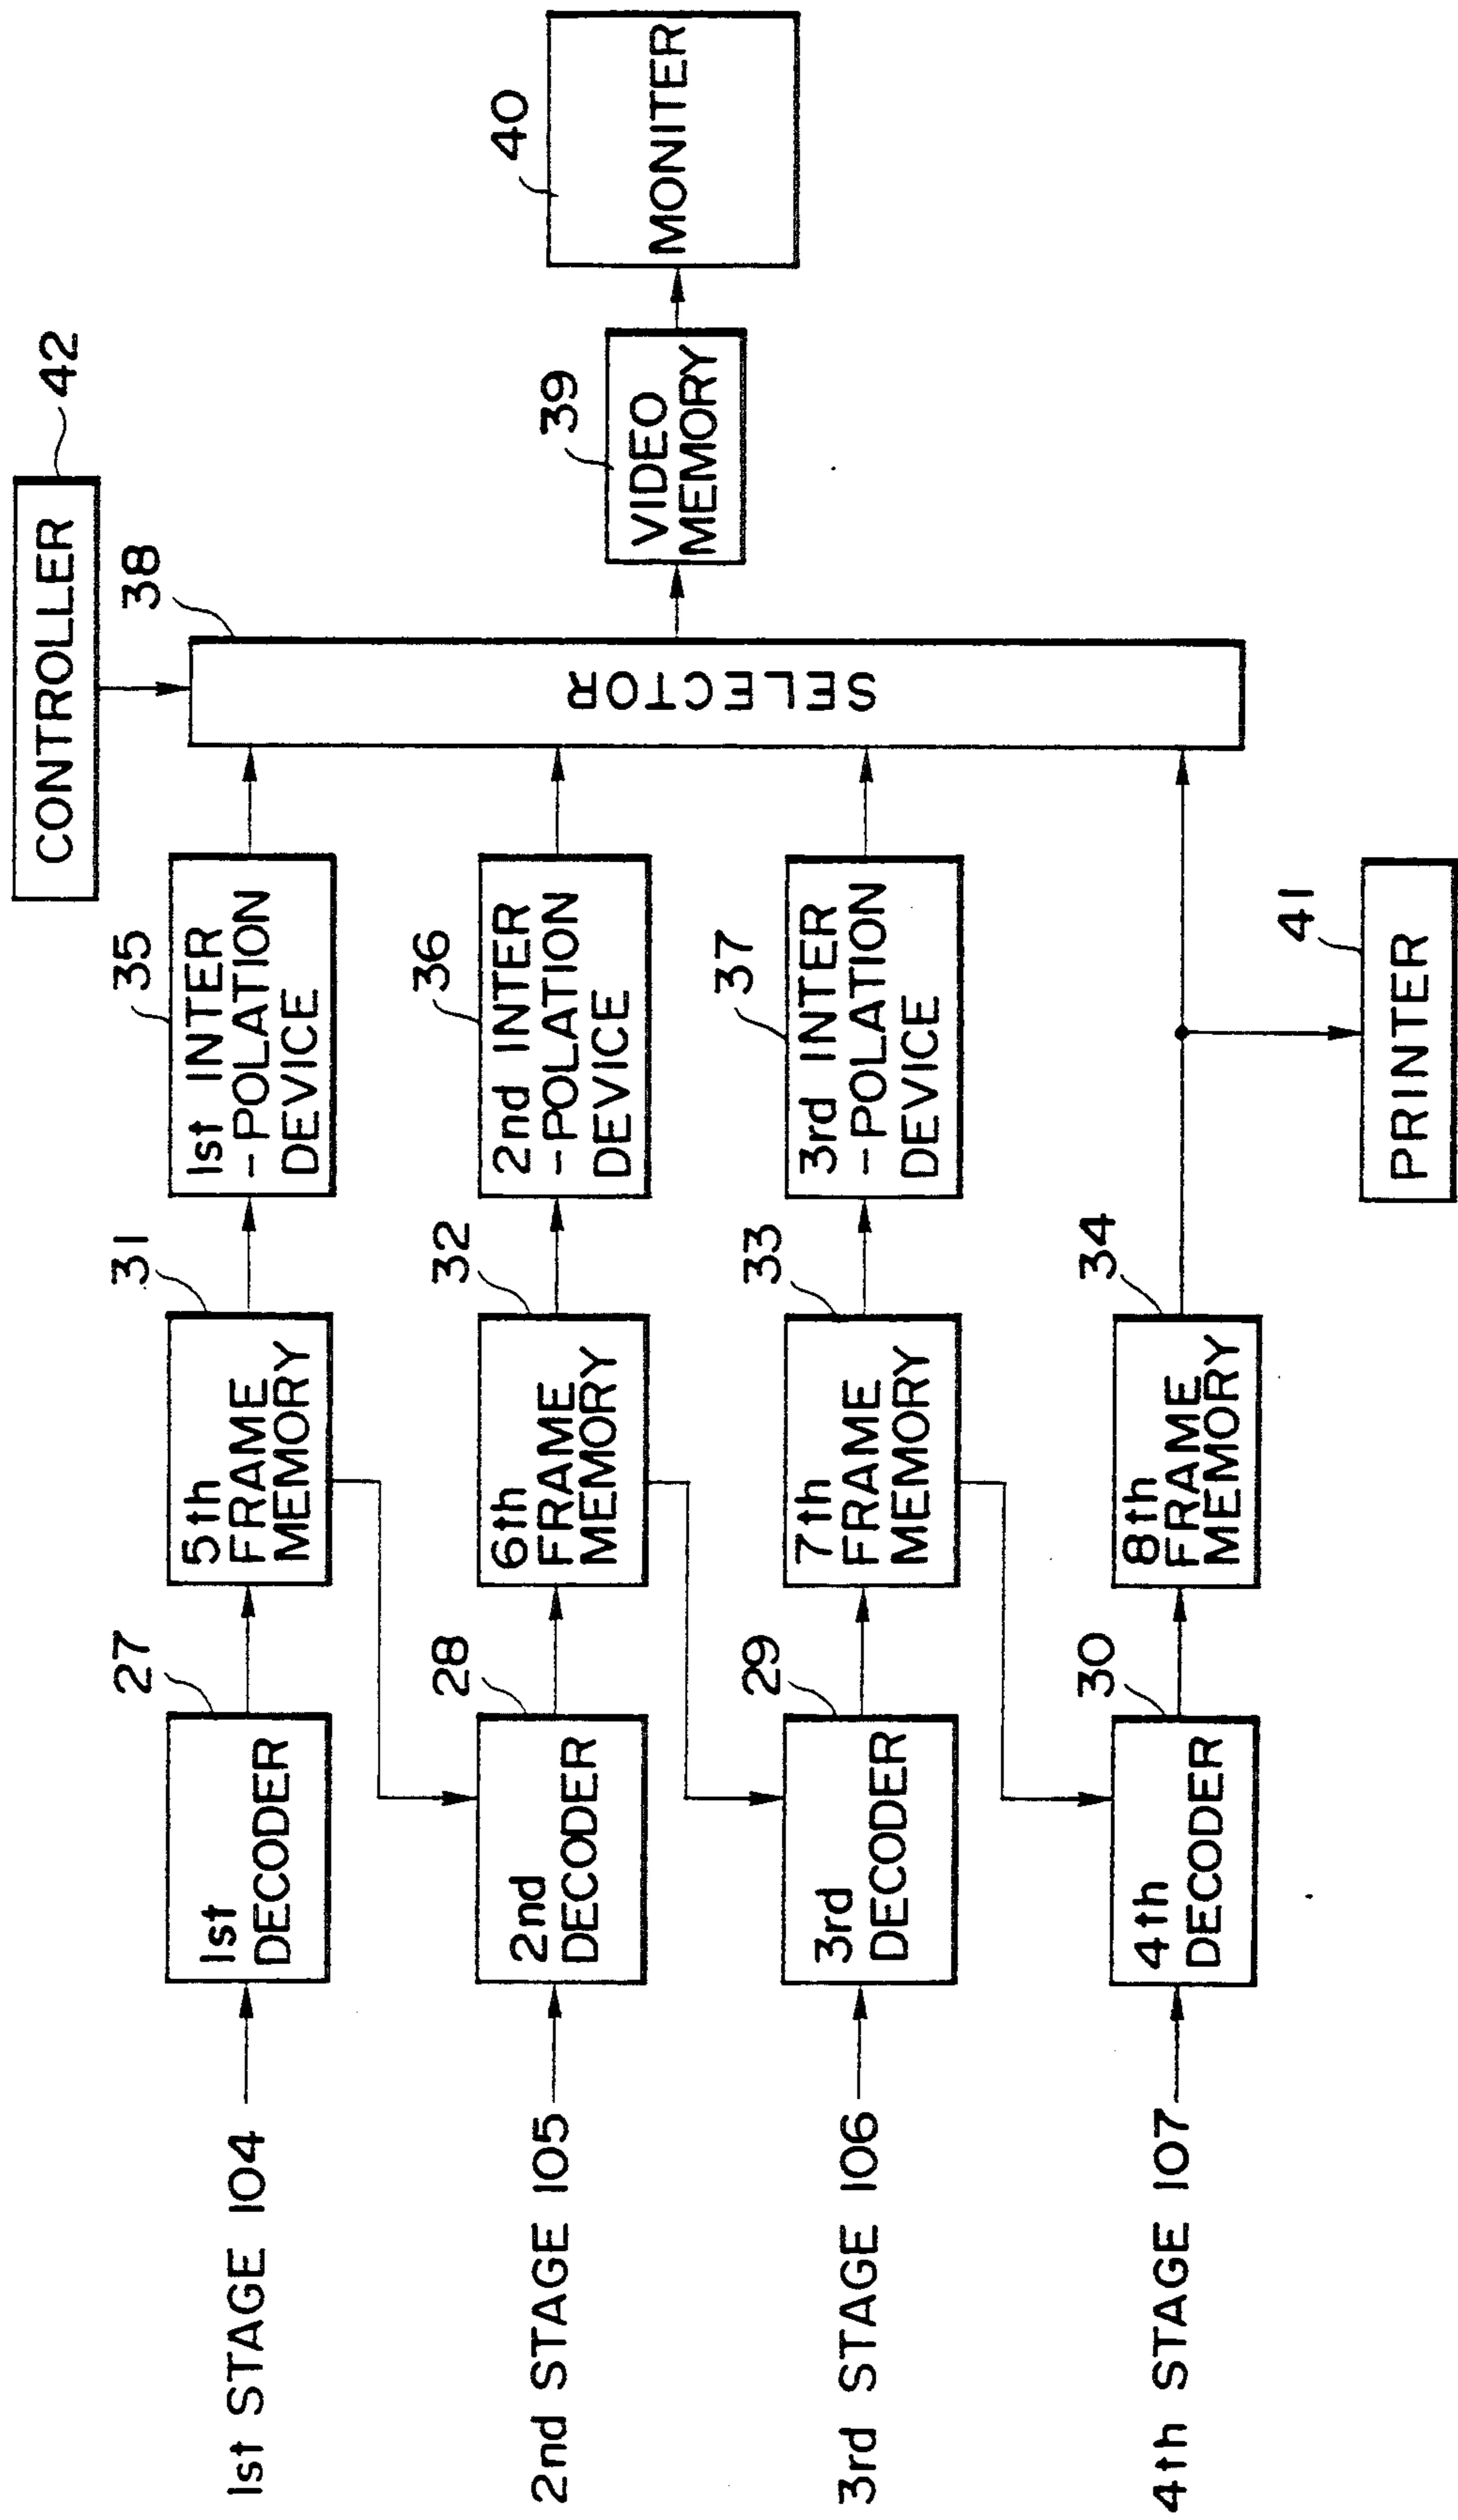 CONTROLLER
42
38
SELECTOR
39
VIDEO
MEMORY
40
MONITER
1st STAGE 104
27
1st
DECODER
31
5th
FRAME
MEMORY
35
1st INTER
-POLATION
DEVICE
2nd STAGE 105
28
2nd
DECODER
32
6th
FRAME
MEMORY
36
2nd INTER
-POLATION
DEVICE
3rd STAGE 106
29
3rd
DECODER
33
7th
FRAME
MEMORY
37
3rd INTER
-POLATION
DEVICE
4th STAGE 107
30
4th
DECODER
34
8th
FRAME
MEMORY
41
PRINTER